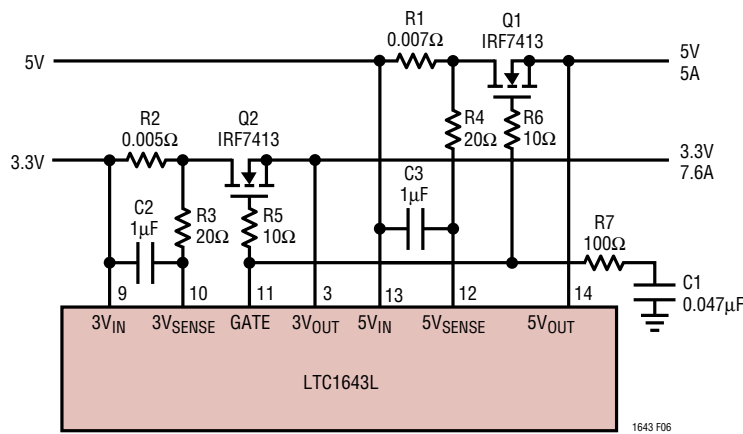 R1
0.007Ω
Q1
IRF7413
5V
5V
5A
R2
0.005Ω
Q2
IRF7413
R4
20Ω
R6
10Ω
3.3V
3.3V
7.6A
C2
1µF
R3
20Ω
R5
10Ω
C3
1µF
R7
100Ω
C1
0.047µF
9
10
11
3
13
12
14
3VIN
3VSENSE
GATE
3VOUT
5VIN
5VSENSE
5VOUT
LTC1643L
1643 F06